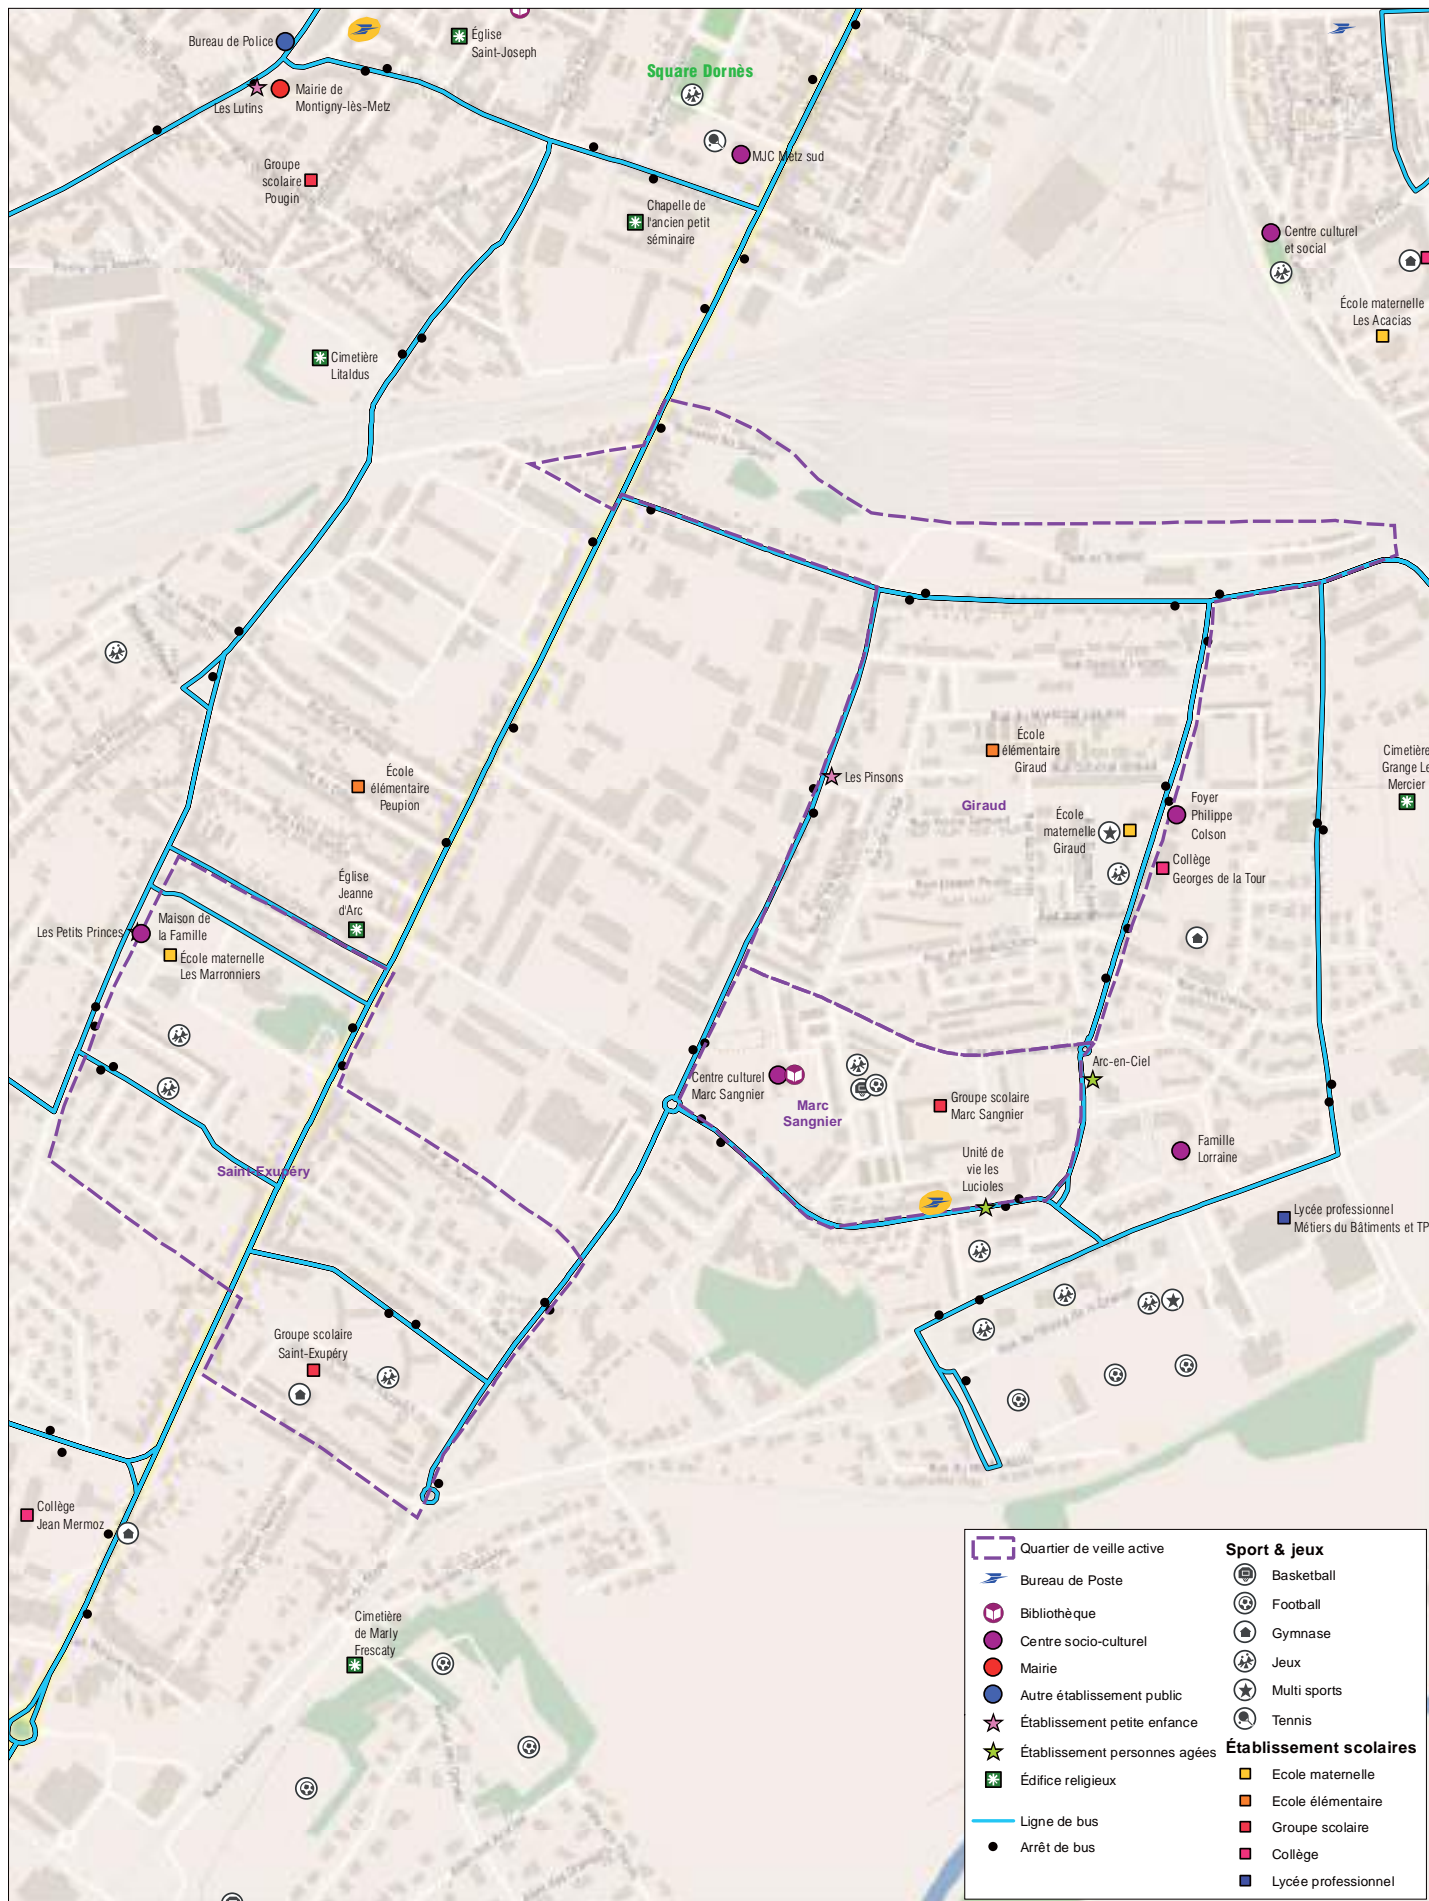 Bureau de Police
Église
Saint-Joseph
Square Dornès
Les Lutins
Mairie de
Montigny-lès-Metz
MJC Metz sud
Groupe
scolaire
Pougin
Chapelle de
l'ancien petit
séminaire
Centre culturel
et social
École maternelle
Les Acacias
Cimetière
Litaldus
École
élémentaire
Peupion
Les Pinsons
École
élémentaire
Giraud
Giraud
École
maternelle
Giraud
Foyer
Philippe
Colson
Collège
Georges de la Tour
Cimetière
Grange Le
Mercier
Église
Jeanne
d'Arc
Les Petits Princes
Maison de
la Famille
École maternelle
Les Marronniers
Centre culturel
Marc Sangnier
Marc
Sangnier
Groupe scolaire
Marc Sangnier
Arc-en-Ciel
Unité de
vie les
Lucioles
Famille
Lorraine
Lycée professionnel
Métiers du Bâtiments et TP
Saint-Exupéry
Groupe scolaire
Saint-Exupéry
Collège
Jean Mermoz
Cimetière
de Marly
Frescaty
Quartier de veille active
Bureau de Poste
Bibliothèque
Centre socio-culturel
Mairie
Autre établissement public
Établissement petite enfance
Établissement personnes agées
Édifice religieux
Ligne de bus
Arrêt de bus
Sport & jeux
Basketball
Football
Gymnase
Jeux
Multi sports
Tennis
Établissement scolaires
Ecole maternelle
Ecole élémentaire
Groupe scolaire
Collège
Lycée professionnel